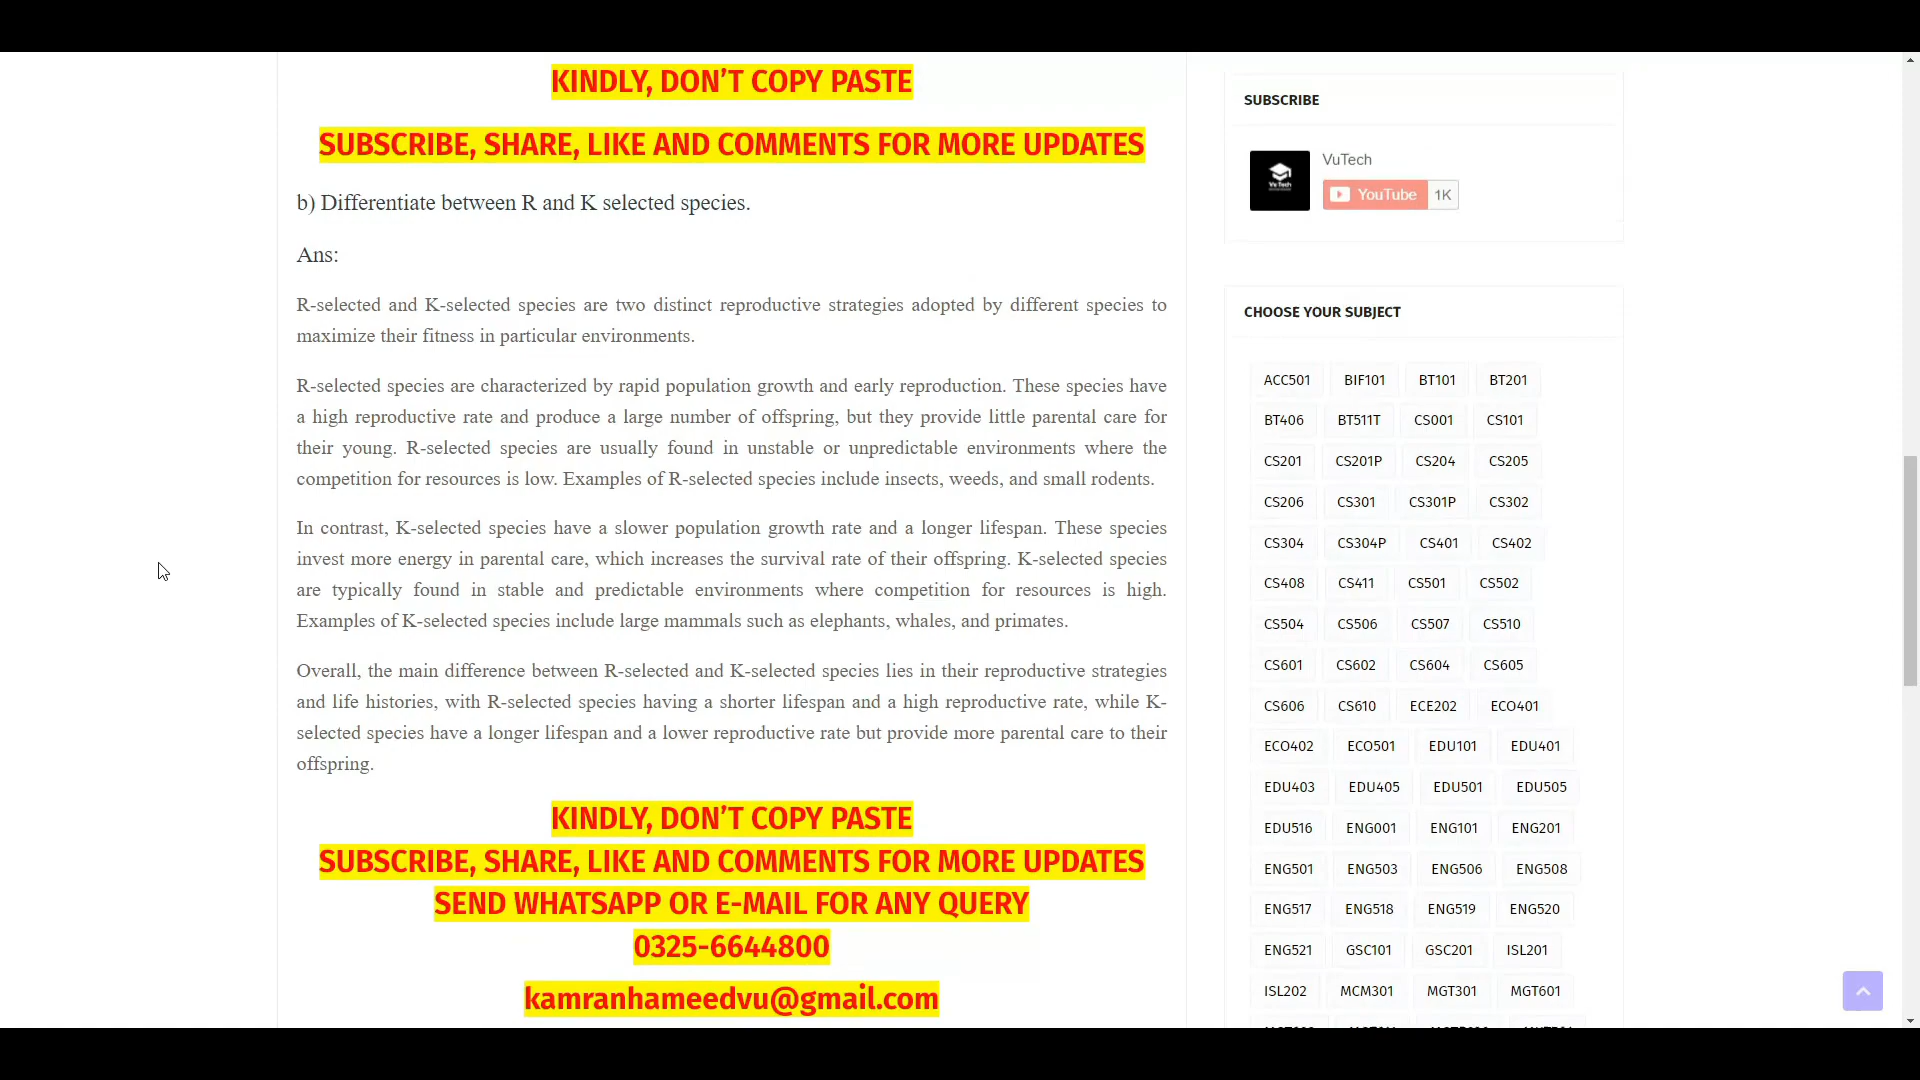 KINDLY, DON’T COPY PASTE
SUBSCRIBE, SHARE, LIKE AND COMMENTS FOR MORE UPDATES
b) Differentiate between R and K selected species.
Ans:
R-selected and K-selected species are two distinct reproductive strategies adopted by different species to
maximize their fitness in particular environments.
R-selected species are characterized by rapid population growth and early reproduction. These species have
a high reproductive rate and produce a large number of offspring, but they provide little parental care for
their young. R-selected species are usually found in unstable or unpredictable environments where the
competition for resources is low. Examples of R-selected species include insects, weeds, and small rodents.
In contrast, K-selected species have a slower population growth rate and a longer lifespan. These species
invest more energy in parental care, which increases the survival rate of their offspring. K-selected species
are typically found in stable and predictable environments where competition for resources is high.
Examples of K-selected species include large mammals such as elephants, whales, and primates.
Overall, the main difference between R-selected and K-selected species lies in their reproductive strategies
and life histories, with R-selected species having a shorter lifespan and a high reproductive rate, while K-
selected species have a longer lifespan and a lower reproductive rate but provide more parental care to their
offspring.
KINDLY, DON’T COPY PASTE
SUBSCRIBE, SHARE, LIKE AND COMMENTS FOR MORE UPDATES
SEND WHATSAPP OR E-MAIL FOR ANY QUERY
0325-6644800
kamranhameedvu@gmail.com
SUBSCRIBE
VuTech
Vu Tech
YouTube 1K
CHOOSE YOUR SUBJECT
ACC501 BIF101 BT101 BT201
BT406 BT511T CS001 CS101
CS201 CS201P CS204 CS205
CS206 CS301 CS301P CS302
CS304 CS304P CS401 CS402
CS408 CS411 CS501 CS502
CS504 CS506 CS507 CS510
CS601 CS602 CS604 CS605
CS606 CS610 ECE202 ECO401
ECO402 ECO501 EDU101 EDU401
EDU403 EDU405 EDU501 EDU505
EDU516 ENG001 ENG101 ENG201
ENG501 ENG503 ENG506 ENG508
ENG517 ENG518 ENG519 ENG520
ENG521 GSC101 GSC201 ISL201
ISL202 MCM301 MGT301 MGT601